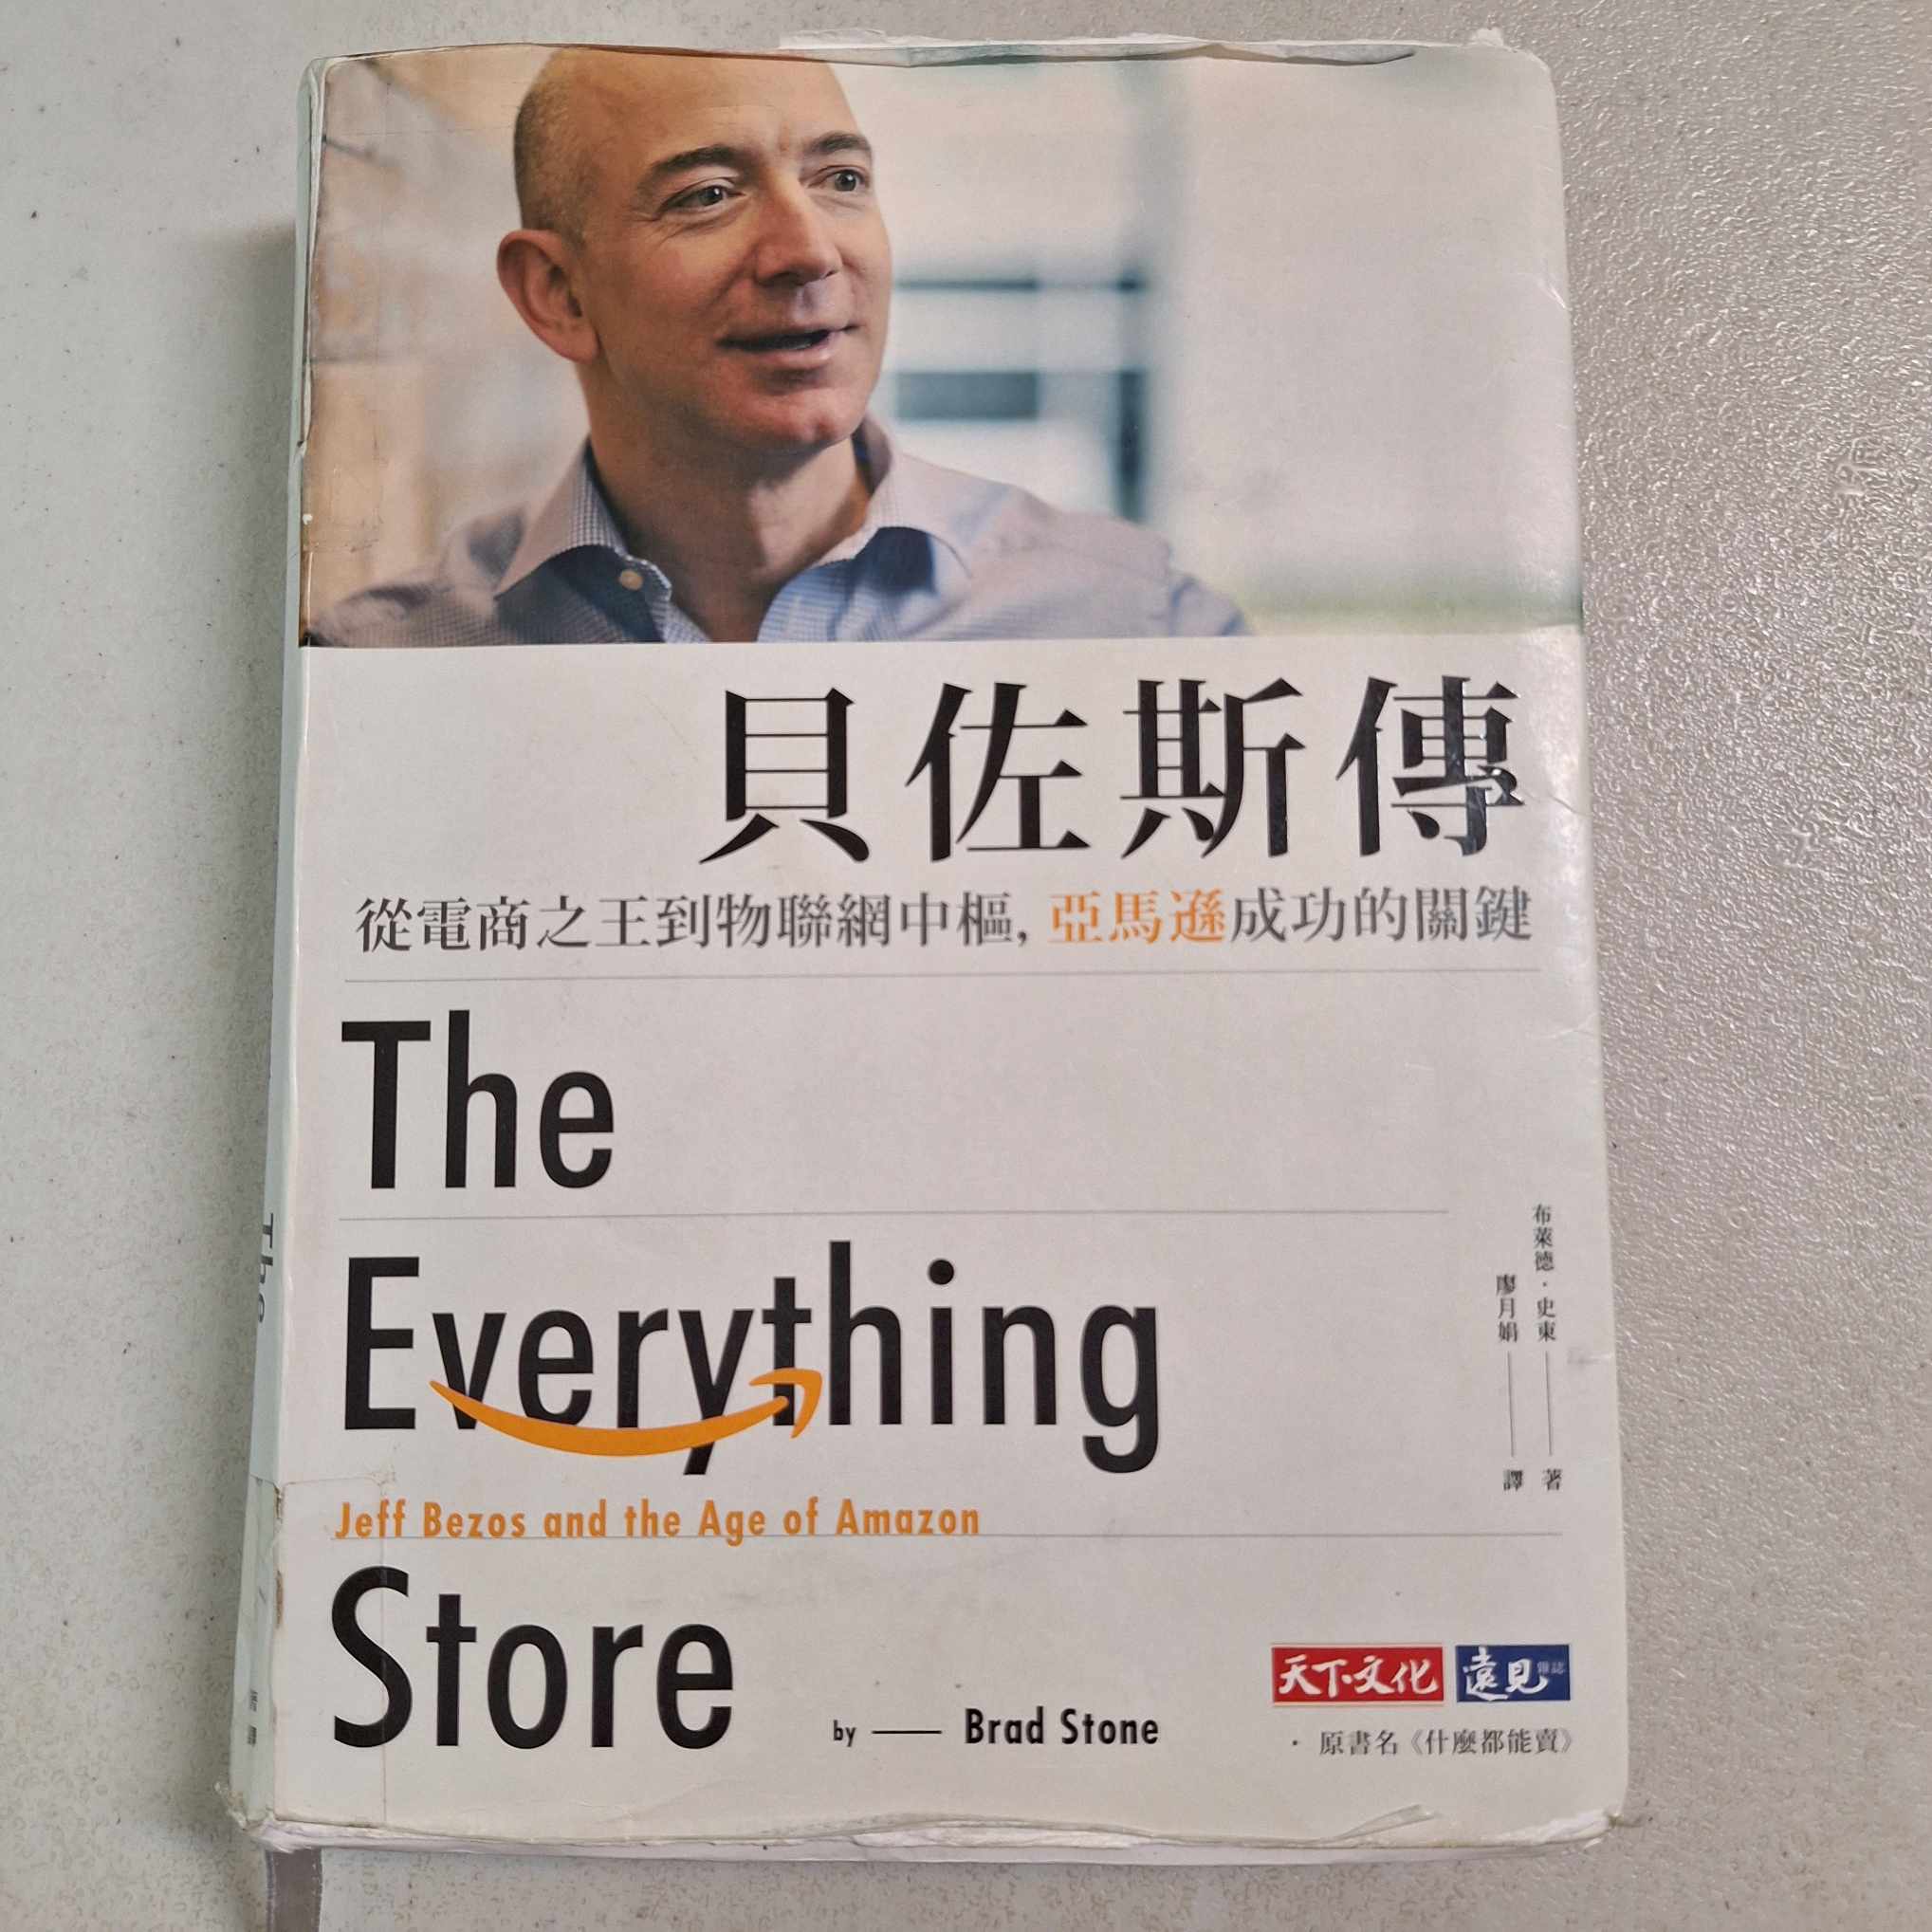 貝佐斯傳
從電商之王到物聯網中樞,亞馬遜成功的關鍵
The
Everything
Jeff Bezos and the Age of Amazon
Store
by — Brad Stone
布萊德·史東 —— 著
廖月娟 —— 譯
天下文化
遠見雜誌
·原書名《什麼都能賣》
The